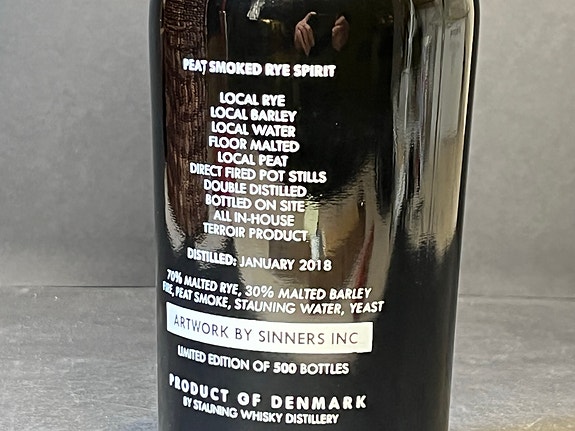 PEAT SMOKED RYE SPIRIT
LOCAL RYE
LOCAL BARLEY
LOCAL WATER
FLOOR MALTED
LOCAL PEAT
DIRECT FIRED POT STILLS
DOUBLE DISTILLED
BOTTLED ON SITE
ALL IN-HOUSE
TERROIR PRODUCT
DISTILLED: JANUARY 2018
70% MALTED RYE, 30% MALTED BARLEY
FIRE, PEAT SMOKE, STAUNING WATER, YEAST
ARTWORK BY SINNERS INC
LIMITED EDITION OF 500 BOTTLES
PRODUCT OF DENMARK
BY STAUNING WHISKY DISTILLERY